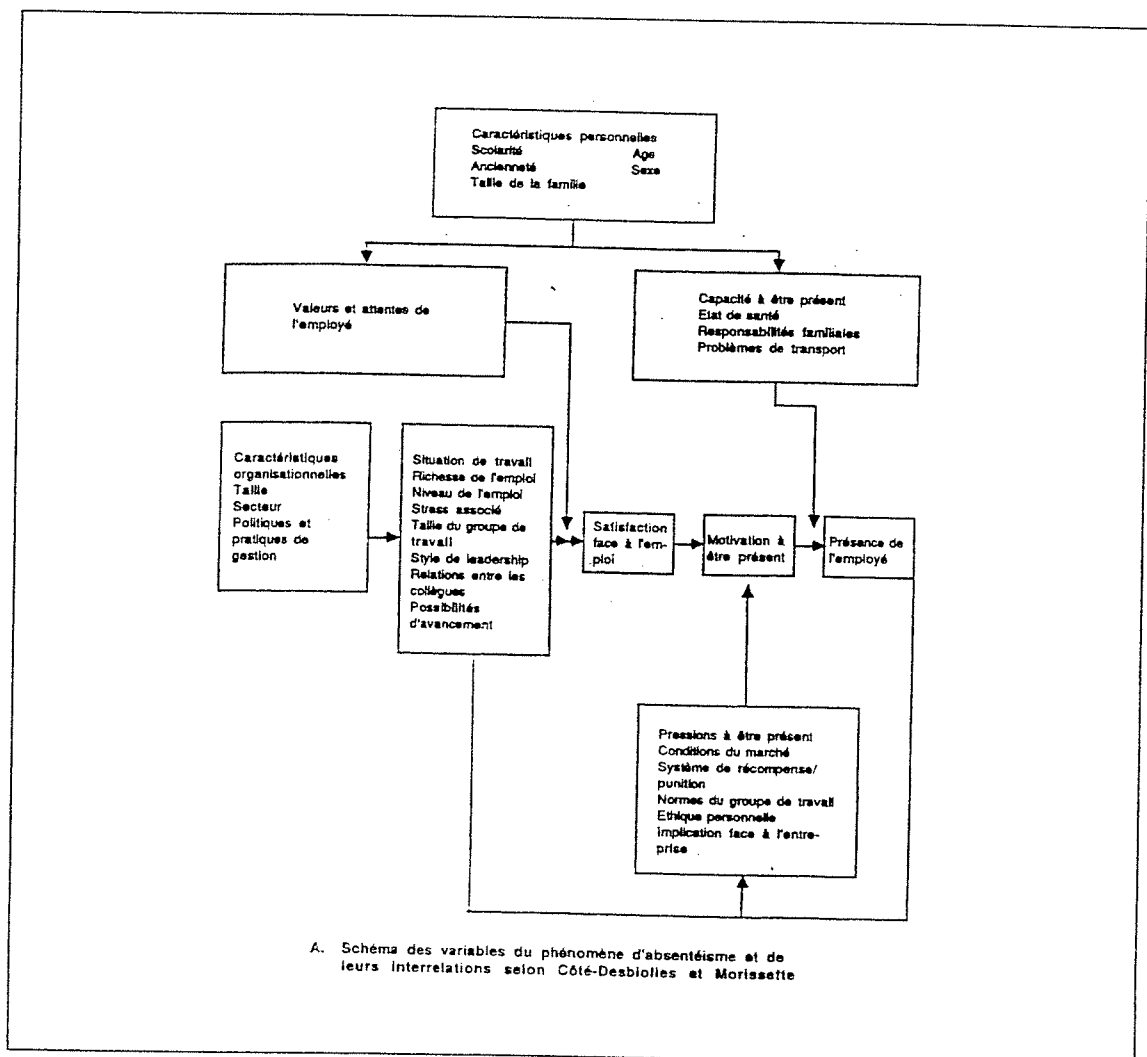 Caractéristiques personnelles
Scolarité Age
Ancienneté Sexe
Taille de la famille
Valeurs et attentes de
l'employé
Capacité à être présent
Etat de santé
Responsabilités familiales
Problèmes de transport
Caractéristiques
organisationnelles
Taille
Secteur
Politiques et
pratiques de
gestion
Situation de travail
Richesse de l'emploi
Niveau de l'emploi
Stress associé
Taille du groupe de
travail
Style de leadership
Relations entre les
collègues
Possibilités
d'avancement
Satisfaction
face à l'em-
ploi
Motivation à
être présent
Présance de
l'employé
Pressions à être présent
Conditions du marché
Système de récompense/
punition
Normes du groupe de travail
Ethique personnelle
Implication face à l'entre-
prise
A. Schéma des variables du phénomène d'absentéisme et de
leurs interrelations selon Côté-Desbiolles et Morissette